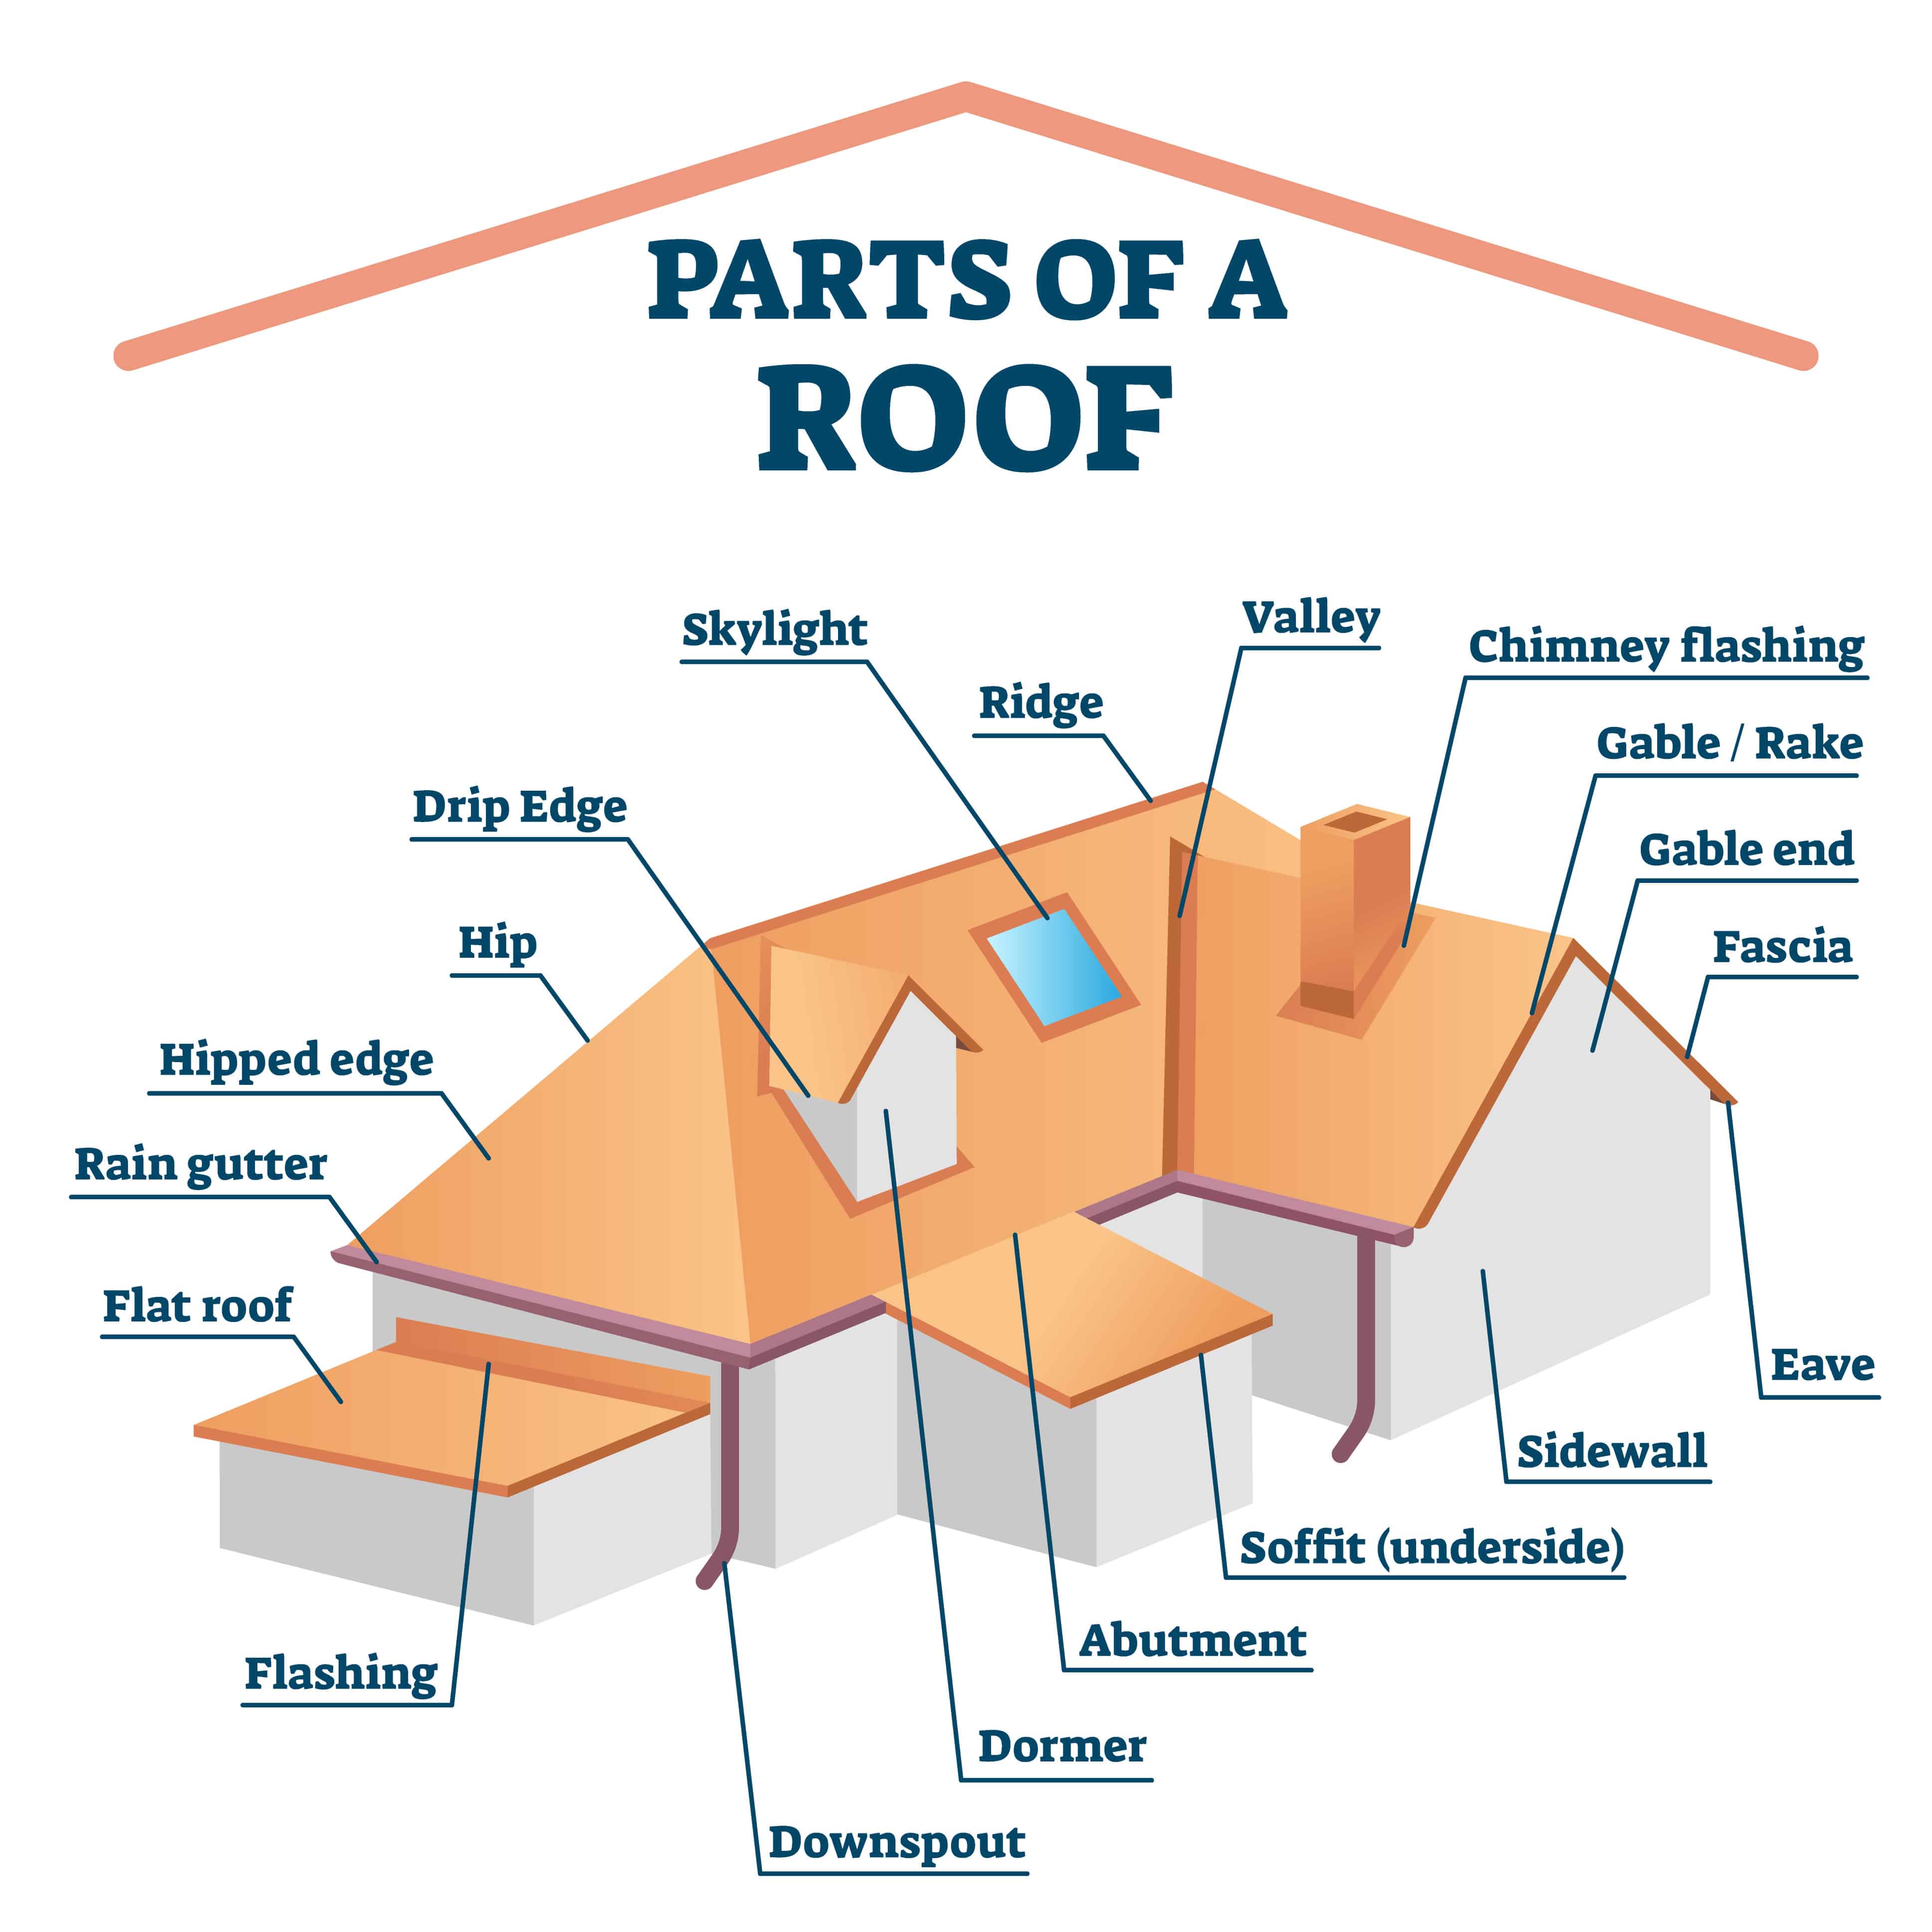 PARTS OF A
ROOF
Skylight
Valley
Chimney flashing
Ridge
Gable / Rake
Drip Edge
Gable end
Hip
Fascia
Hipped edge
Rain gutter
Flat roof
Eave
Sidewall
Soffit (underside)
Abutment
Flashing
Dormer
Downspout